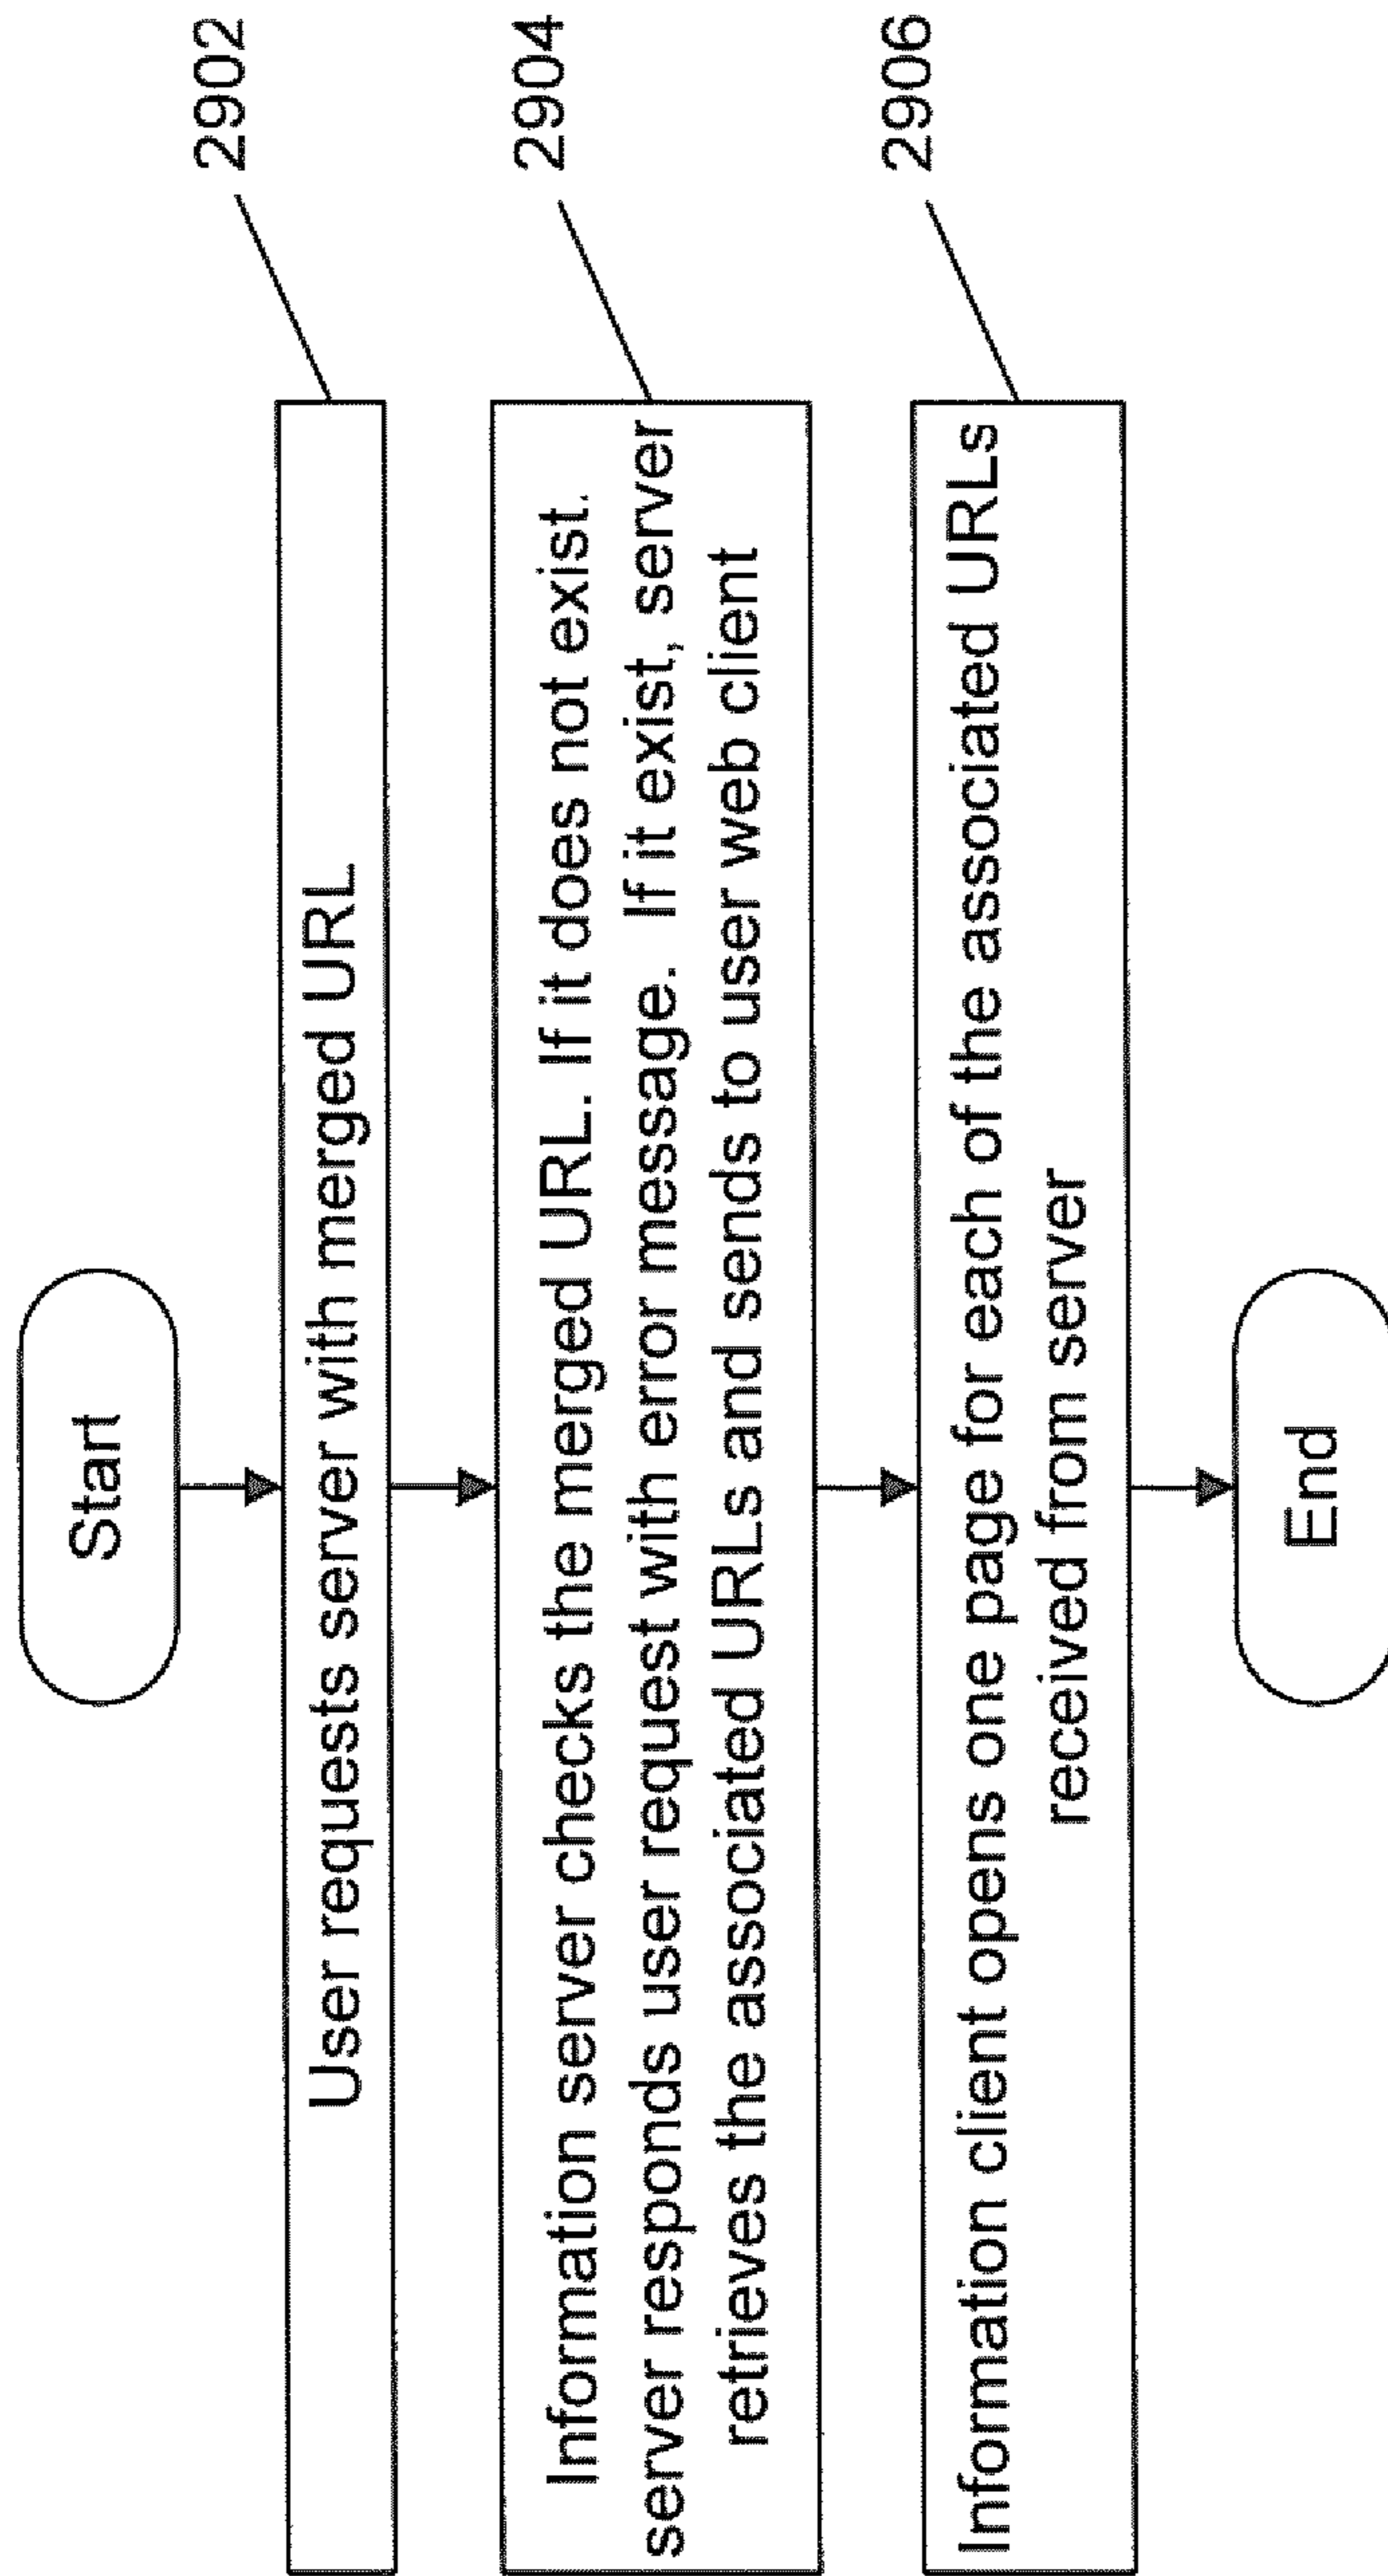 Start
User requests server with merged URL
2902
Information server checks the merged URL. If it does not exist.
server responds user request with error message. If it exist, server
retrieves the associated URLs and sends to user web client
2904
Information client opens one page for each of the associated URLs
received from server
2906
End